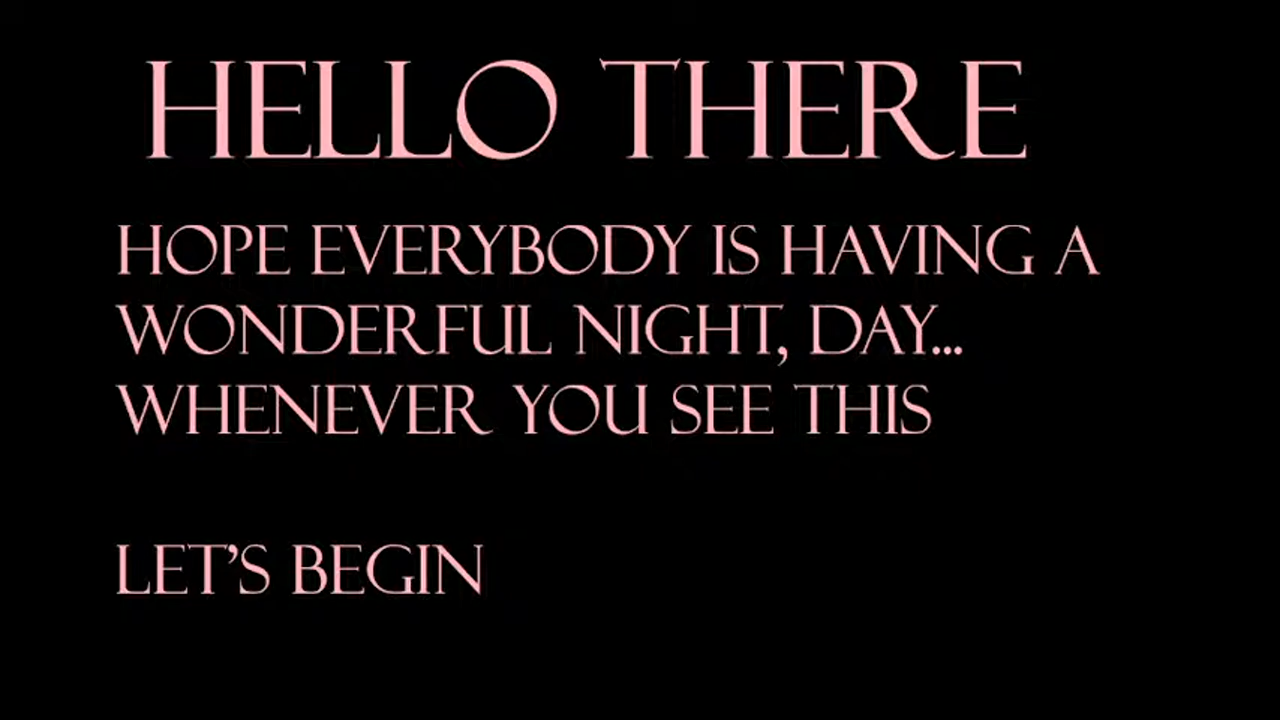 HELLO THERE
HOPE EVERYBODY IS HAVING A
WONDERFUL NIGHT, DAY...
WHENEVER YOU SEE THIS
LET'S BEGIN